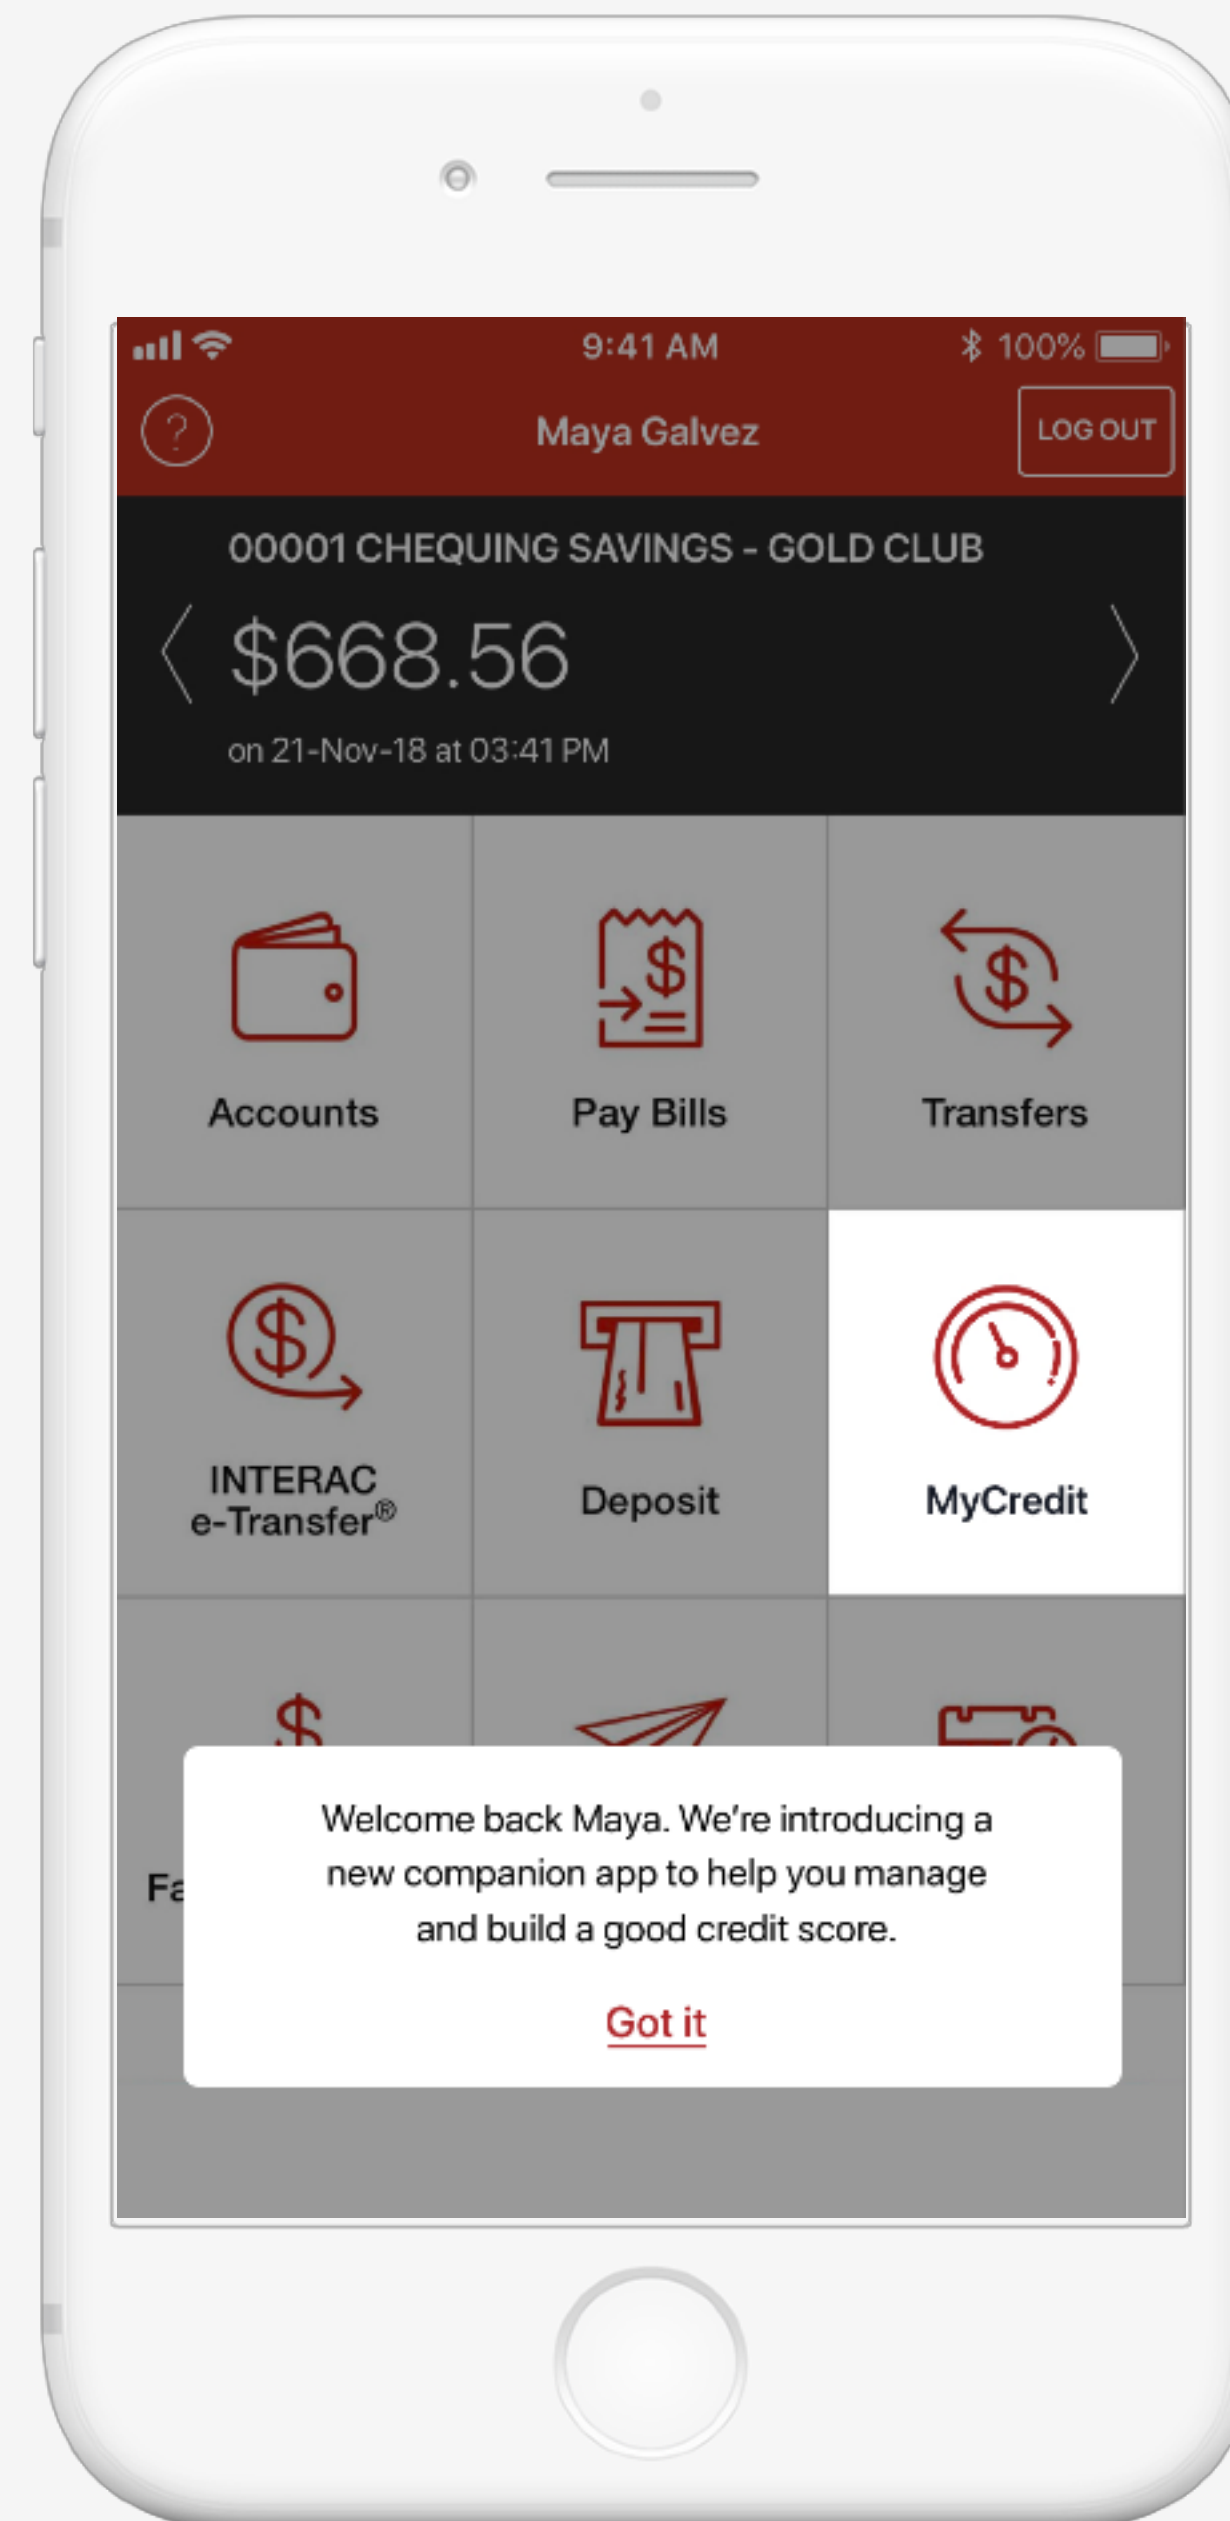 9:41 AM
100%
?
Maya Galvez
LOG OUT
00001 CHEQUING SAVINGS - GOLD CLUB
$668.56
on 21-Nov-18 at 03:41 PM
Accounts
Pay Bills
Transfers
INTERAC
e-Transfer®
Deposit
MyCredit
Welcome back Maya. We're introducing a
new companion app to help you manage
and build a good credit score.
Got it